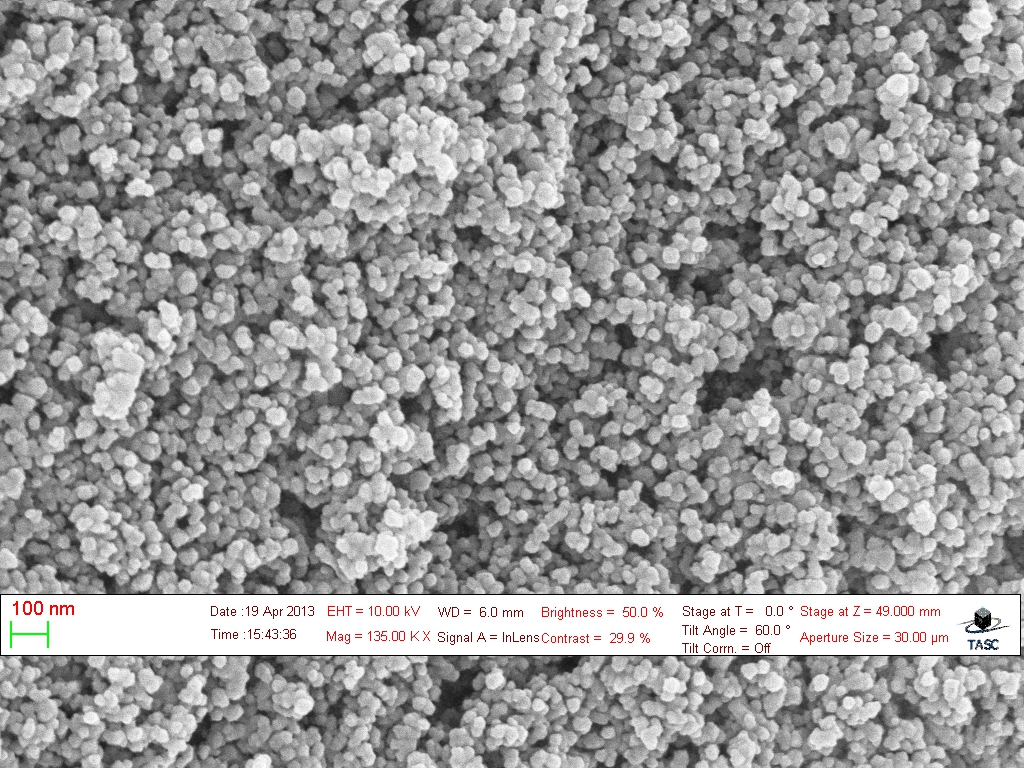 100 nm
Date :19 Apr 2013
Time :15:43:36
EHT = 10.00 kV
Mag = 135.00 K X
WD = 6.0 mm
Signal A = InLens
Brightness = 50.0 %
Contrast = 29.9 %
Stage at T = 0.0 °
Tilt Angle = 60.0 °
Tilt Corrn. = Off
Stage at Z = 49.000 mm
Aperture Size = 30.00 µm
TASC